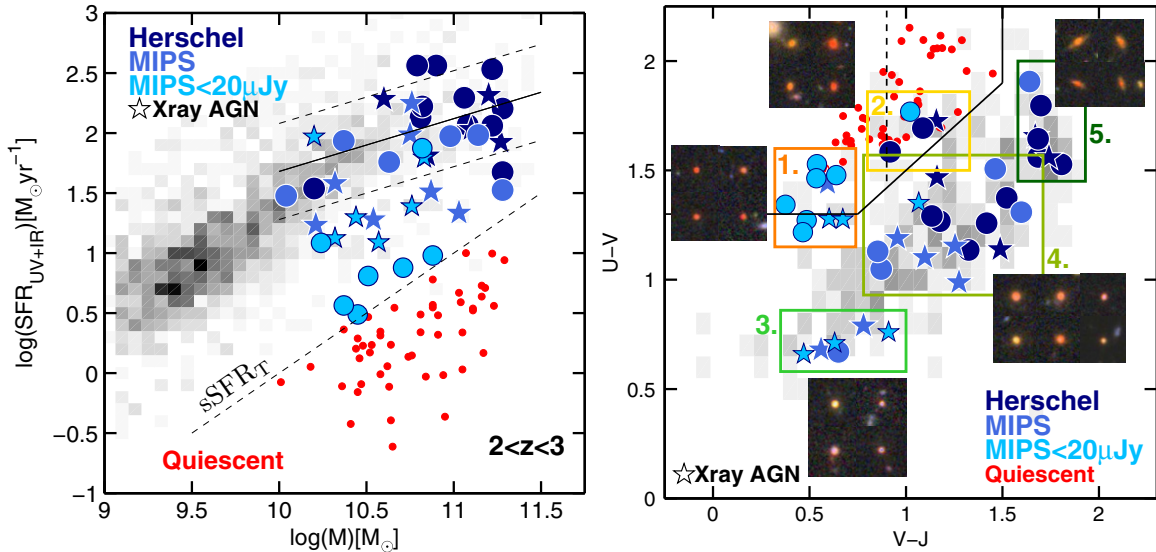 Herschel
MIPS
MIPS<20μJy
☆Xray AGN
sSFR_T
Quiescent
2<z<3
3
2.5
2
1.5
1
0.5
0
−0.5
−1
9
9.5
10
10.5
11
11.5
log(SFR_UV+IR)[M⊙yr⁻¹]
log(M)[M⊙]
1.
2.
3.
4.
5.
Herschel
MIPS
MIPS<20μJy
Quiescent
☆Xray AGN
2
1.5
1
0.5
0
0
0.5
1
1.5
2
U−V
V−J